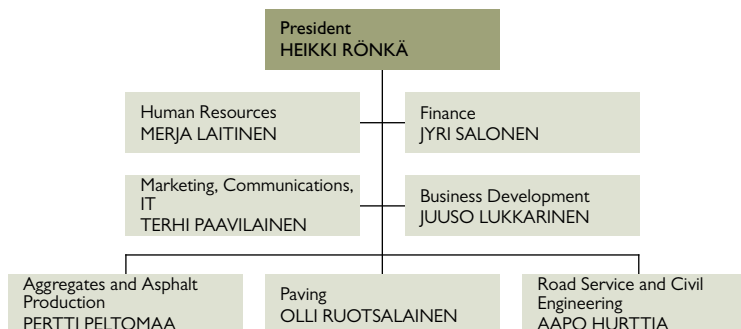 President
HEIKKI RÖNKÄ
Human Resources
MERJA LAITINEN
Finance
JYRI SALONEN
Marketing, Communications,
IT
TERHI PAAVILAINEN
Business Development
JUUSO LUKKARINEN
Aggregates and Asphalt
Production
PERTTI PELTOMAA
Paving
OLLI RUOTSALAINEN
Road Service and Civil
Engineering
AAPO HURTTIA